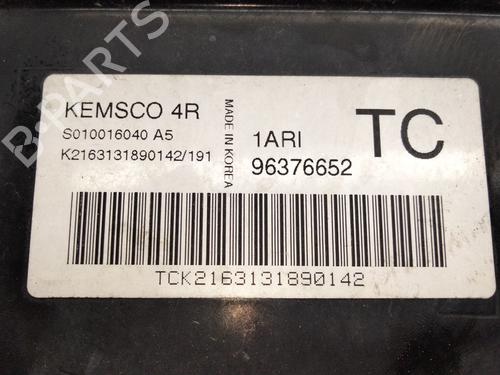 KEMSCO 4R
S010016040 A5
K2163131890142/191
MADE IN KOREA
1ARI
96376652
TC
TCK2163131890142
B-PARTS